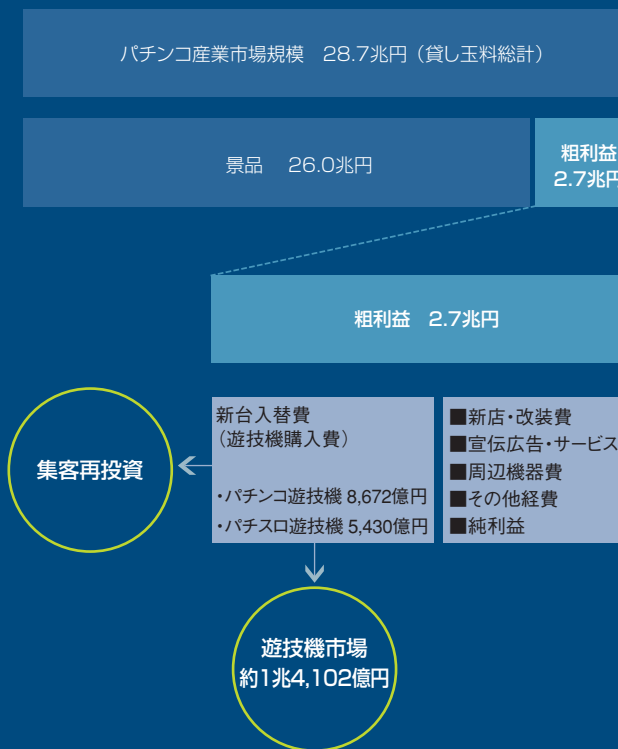 パチンコ産業市場規模　28.7兆円（貸し玉料総計）
景品　26.0兆円
粗利益
2.7兆円
粗利益　2.7兆円
新台入替費
（遊技機購入費）
・パチンコ遊技機 8,672億円
・パチスロ遊技機 5,430億円
■新店・改装費
■宣伝広告・サービス
■周辺機器費
■その他経費
■純利益
集客再投資
遊技機市場
約1兆4,102億円